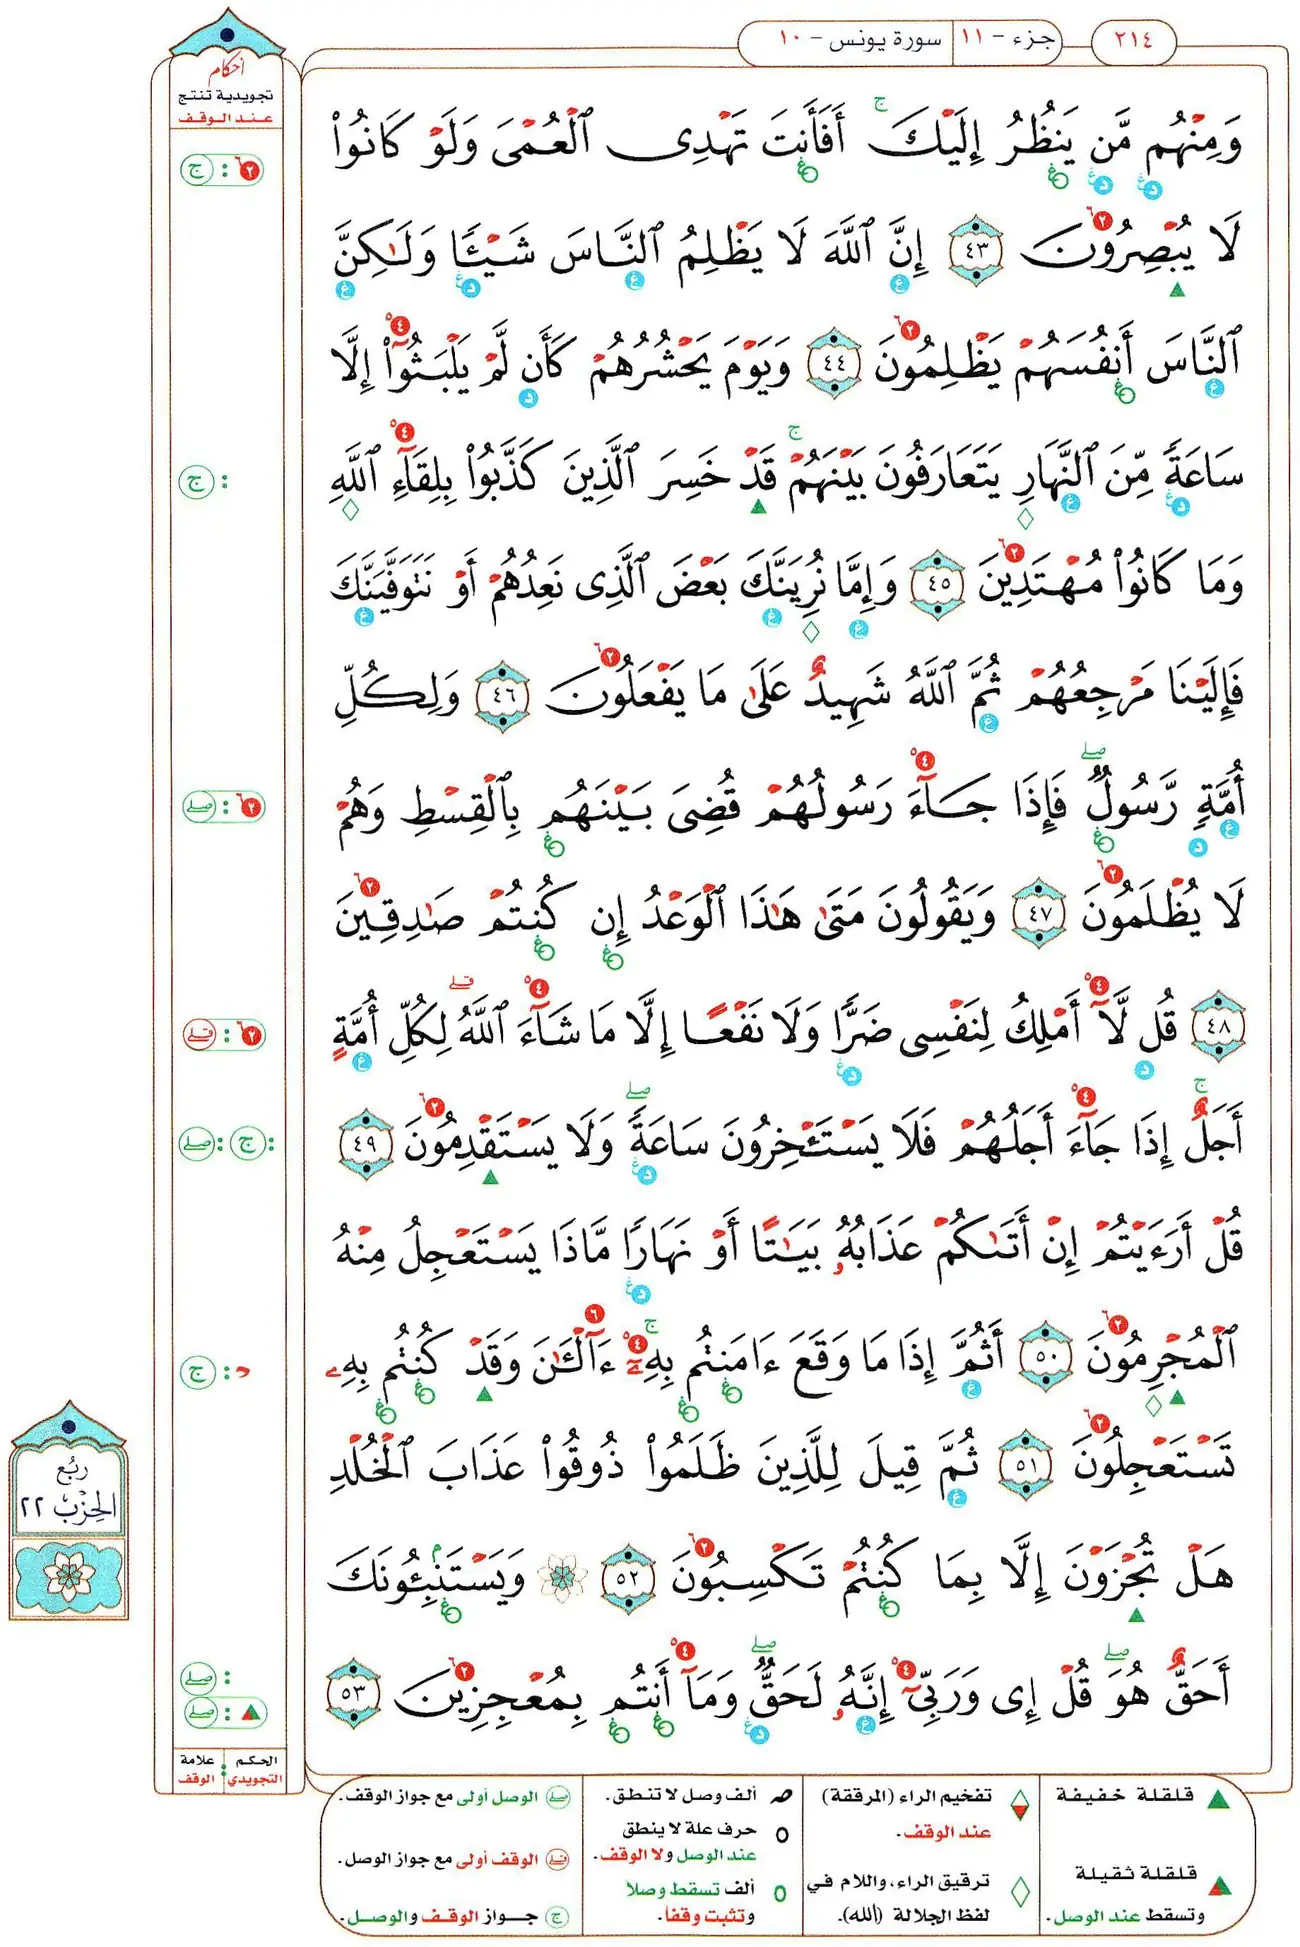 ٢١٤
جزء - ١١
سورة يونس - ١٠
أحكام
تجويدية تنتج
عند الوقف
وَمِنْهُم مَّن يَنظُرُ إِلَيْكَ ۚ أَفَأَنتَ تَهْدِى ٱلْعُمْىَ وَلَوْ كَانُوا۟
لَا يُبْصِرُونَ ٤٣ إِنَّ ٱللَّهَ لَا يَظْلِمُ ٱلنَّاسَ شَيْـًٔا وَلَـٰكِنَّ
ٱلنَّاسَ أَنفُسَهُمْ يَظْلِمُونَ ٤٤ وَيَوْمَ يَحْشُرُهُمْ كَأَن لَّمْ يَلْبَثُوٓا۟ إِلَّا
سَاعَةً مِّنَ ٱلنَّهَارِ يَتَعَارَفُونَ بَيْنَهُمْ ۚ قَدْ خَسِرَ ٱلَّذِينَ كَذَّبُوا۟ بِلِقَآءِ ٱللَّهِ
وَمَا كَانُوا۟ مُهْتَدِينَ ٤٥ وَإِمَّا نُرِيَنَّكَ بَعْضَ ٱلَّذِى نَعِدُهُمْ أَوْ نَتَوَفَّيَنَّكَ
فَإِلَيْنَا مَرْجِعُهُمْ ثُمَّ ٱللَّهُ شَهِيدٌ عَلَىٰ مَا يَفْعَلُونَ ٤٦ وَلِكُلِّ
أُمَّةٍ رَّسُولٌ ۖ فَإِذَا جَآءَ رَسُولُهُمْ قُضِىَ بَيْنَهُم بِٱلْقِسْطِ وَهُمْ
لَا يُظْلَمُونَ ٤٧ وَيَقُولُونَ مَتَىٰ هَـٰذَا ٱلْوَعْدُ إِن كُنتُمْ صَـٰدِقِينَ
٤٨ قُل لَّآ أَمْلِكُ لِنَفْسِى ضَرًّا وَلَا نَفْعًا إِلَّا مَا شَآءَ ٱللَّهُ ۗ لِكُلِّ أُمَّةٍ
أَجَلٌ ۚ إِذَا جَآءَ أَجَلُهُمْ فَلَا يَسْتَـْٔخِرُونَ سَاعَةً ۖ وَلَا يَسْتَقْدِمُونَ ٤٩
قُلْ أَرَءَيْتُمْ إِنْ أَتَىٰكُمْ عَذَابُهُۥ بَيَـٰتًا أَوْ نَهَارًا مَّاذَا يَسْتَعْجِلُ مِنْهُ
ٱلْمُجْرِمُونَ ٥٠ أَثُمَّ إِذَا مَا وَقَعَ ءَامَنتُم بِهِۦٓ ۚ ءَآلْـَٔـٰنَ وَقَدْ كُنتُم بِهِۦ
تَسْتَعْجِلُونَ ٥١ ثُمَّ قِيلَ لِلَّذِينَ ظَلَمُوا۟ ذُوقُوا۟ عَذَابَ ٱلْخُلْدِ
هَلْ تُجْزَوْنَ إِلَّا بِمَا كُنتُمْ تَكْسِبُونَ ٥٢ ۞ وَيَسْتَنۢبِـُٔونَكَ
أَحَقٌّ هُوَ ۖ قُلْ إِى وَرَبِّىٓ إِنَّهُۥ لَحَقٌّ ۖ وَمَآ أَنتُم بِمُعْجِزِينَ ٥٣
ربع
الحزب ٢٢
الحكم التجويدي : علامة الوقف
قلقلة خفيفة
قلقلة ثقيلة
وتسقط عند الوصل.
تفخيم الراء (المرققة)
عند الوقف.
ترقيق الراء، واللام في
لفظ الجلالة (الله).
ألف وصل لا تنطق.
حرف علة لا ينطق
عند الوصل ولا الوقف.
ألف تسقط وصلا
وتثبت وقفا.
صلى الوصل أولى مع جواز الوقف.
قلى الوقف أولى مع جواز الوصل.
ج جواز الوقف والوصل.